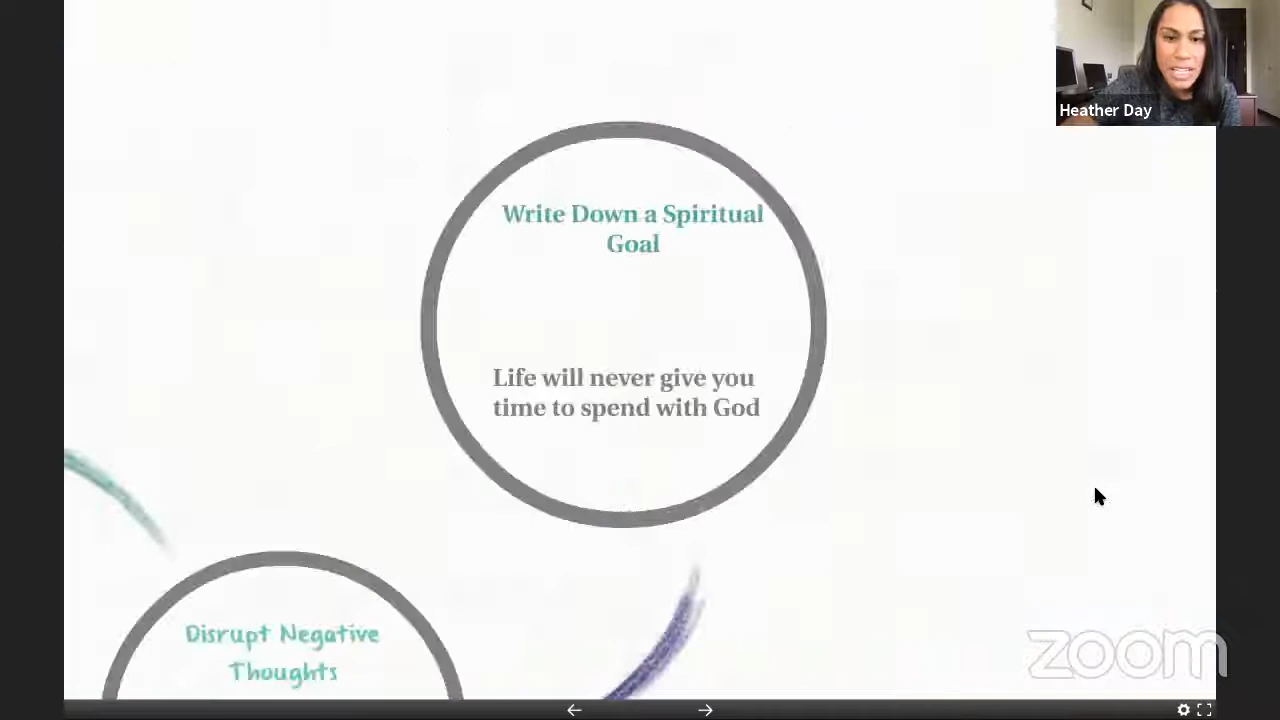 Heather Day
Write Down a Spiritual
Goal
Life will never give you
time to spend with God
Disrupt Negative
Thoughts
zoom